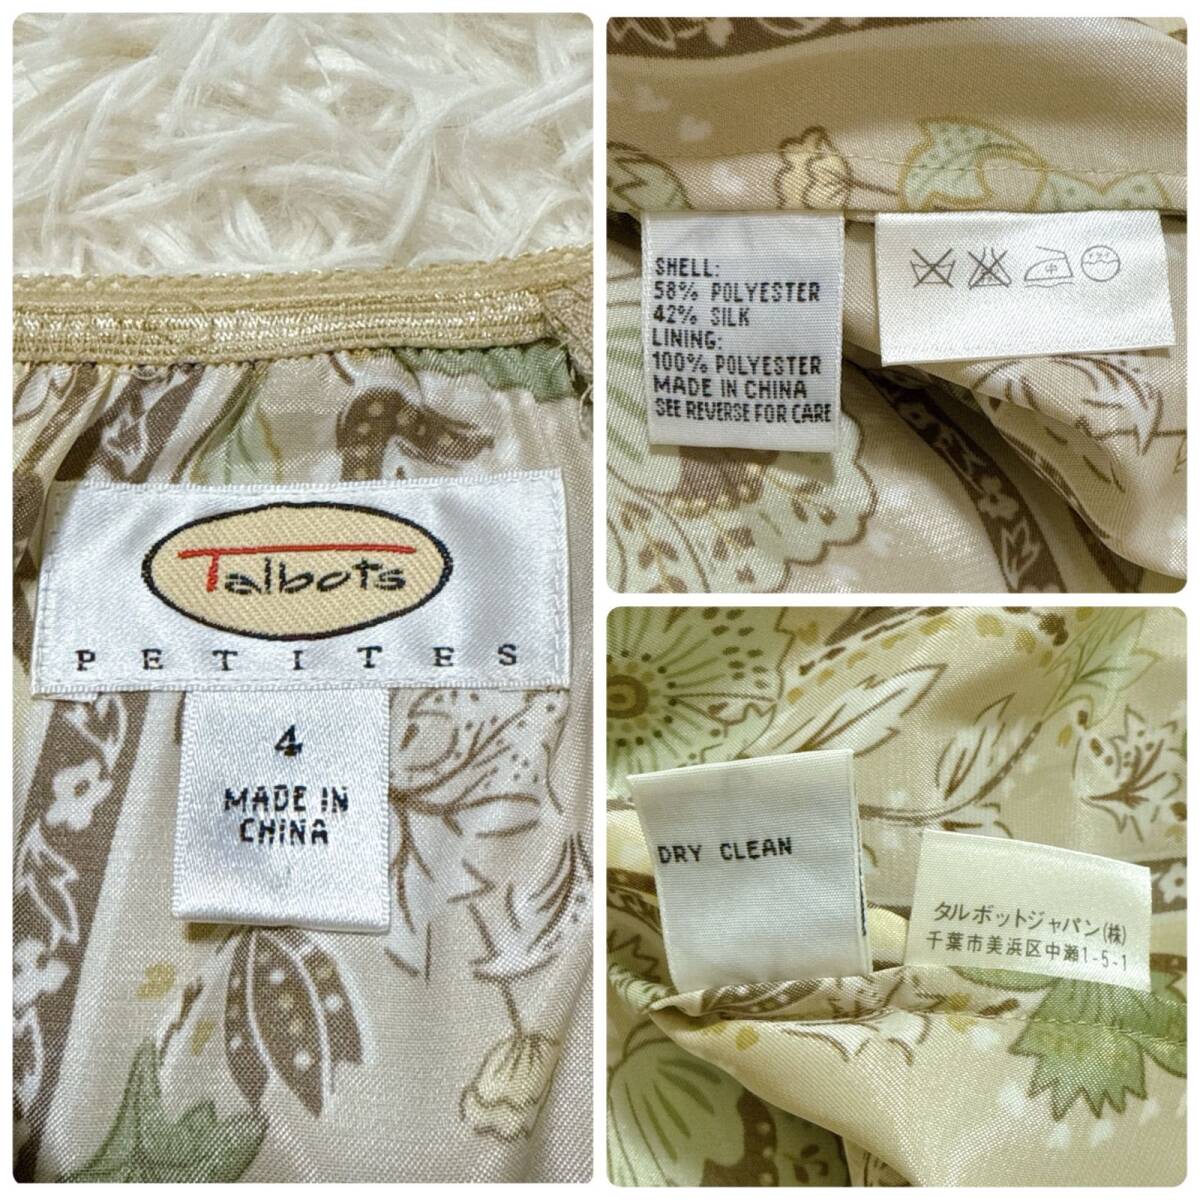 Talbots
PETITES
4
MADE IN
CHINA
SHELL:
58% POLYESTER
42% SILK
LINING:
100% POLYESTER
MADE IN CHINA
SEE REVERSE FOR CARE
中
DRY CLEAN
タルボットジャパン(株)
千葉市美浜区中瀬1-5-1